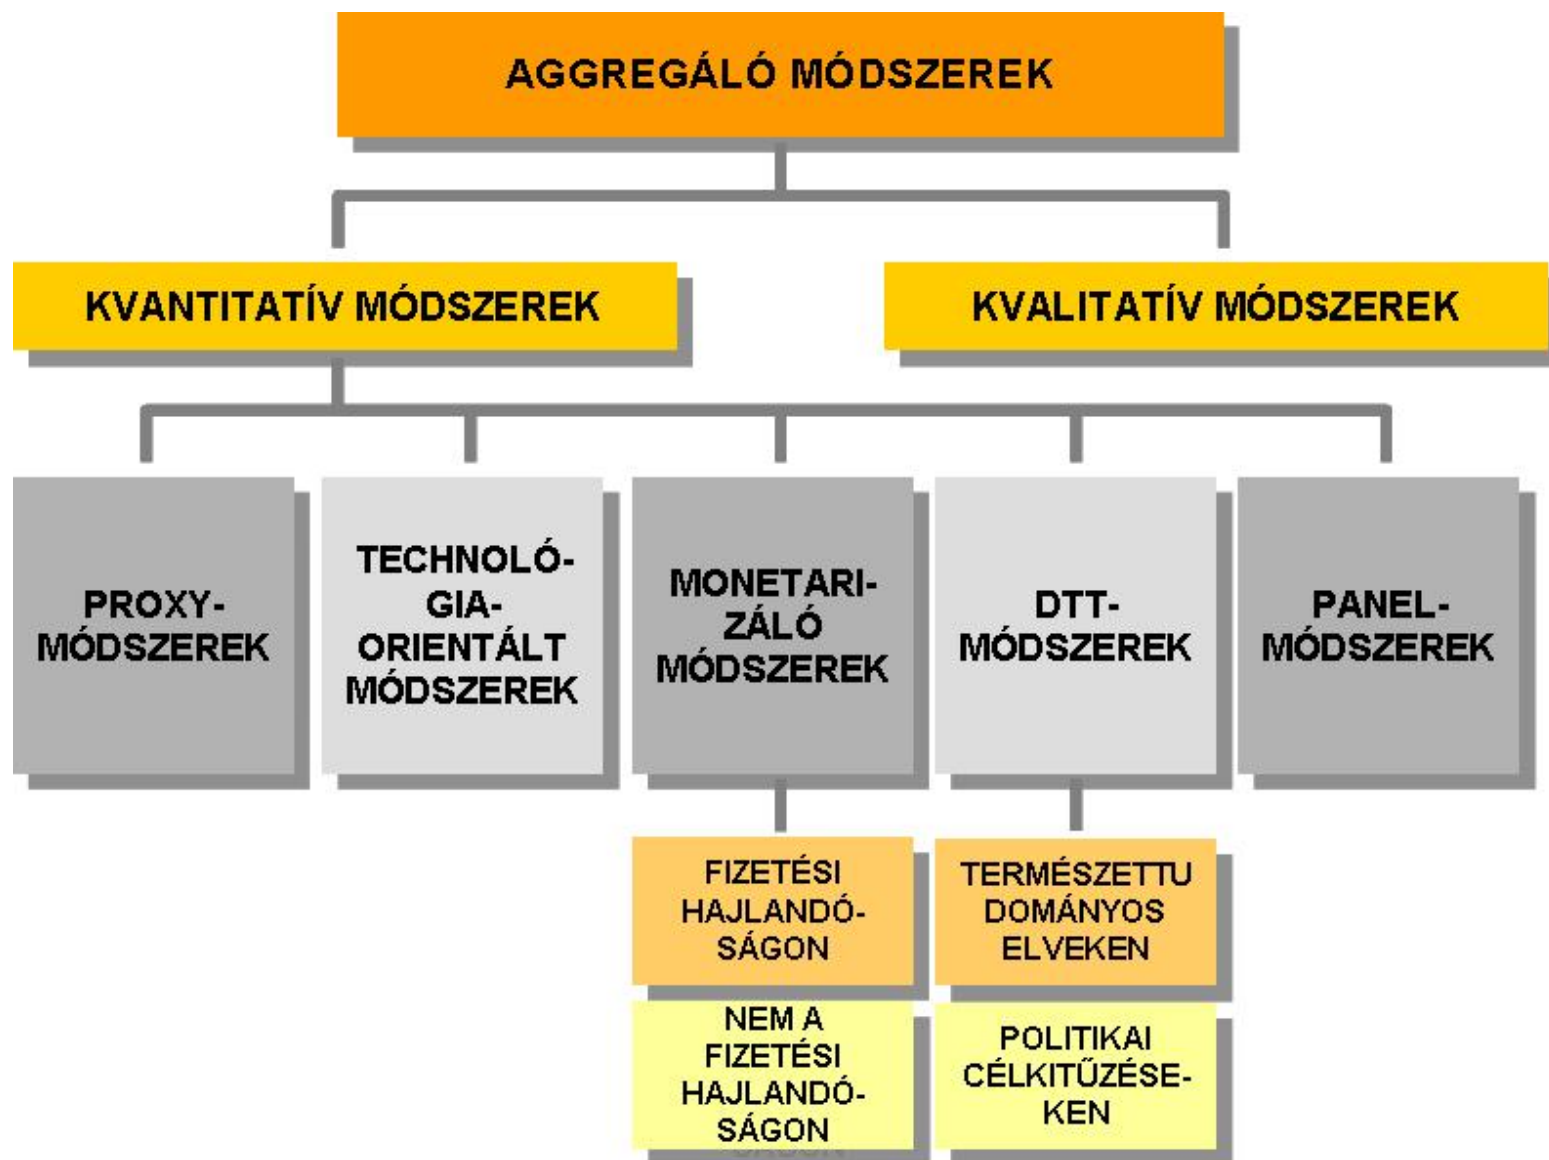 AGGREGÁLÓ MÓDSZEREK
KVANTITATÍV MÓDSZEREK
KVALITATÍV MÓDSZEREK
PROXY-
MÓDSZEREK
TECHNOLÓ-
GIA-
ORIENTÁLT
MÓDSZEREK
MONETARI-
ZÁLÓ
MÓDSZEREK
DTT-
MÓDSZEREK
PANEL-
MÓDSZEREK
FIZETÉSI
HAJLANDÓ-
SÁGON
TERMÉSZETTU
DOMÁNYOS
ELVEKEN
NEM A
FIZETÉSI
HAJLANDÓ-
SÁGON
POLITIKAI
CÉLKITŰZÉSE-
KEN